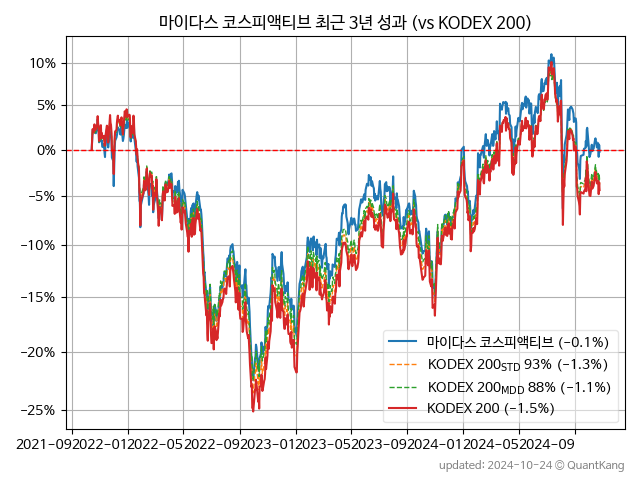 마이다스 코스피액티브 최근 3년 성과 (vs KODEX 200)
10%
5%
0%
−5%
−10%
−15%
−20%
−25%
마이다스 코스피액티브 (−0.1%)
KODEX 200STD 93% (−1.3%)
KODEX 200MDD 88% (−1.1%)
KODEX 200 (−1.5%)
2021-09 2022-01 2022-05 2022-09 2023-01 2023-05 2023-09 2024-01 2024-05 2024-09
updated: 2024-10-24 © QuantKang